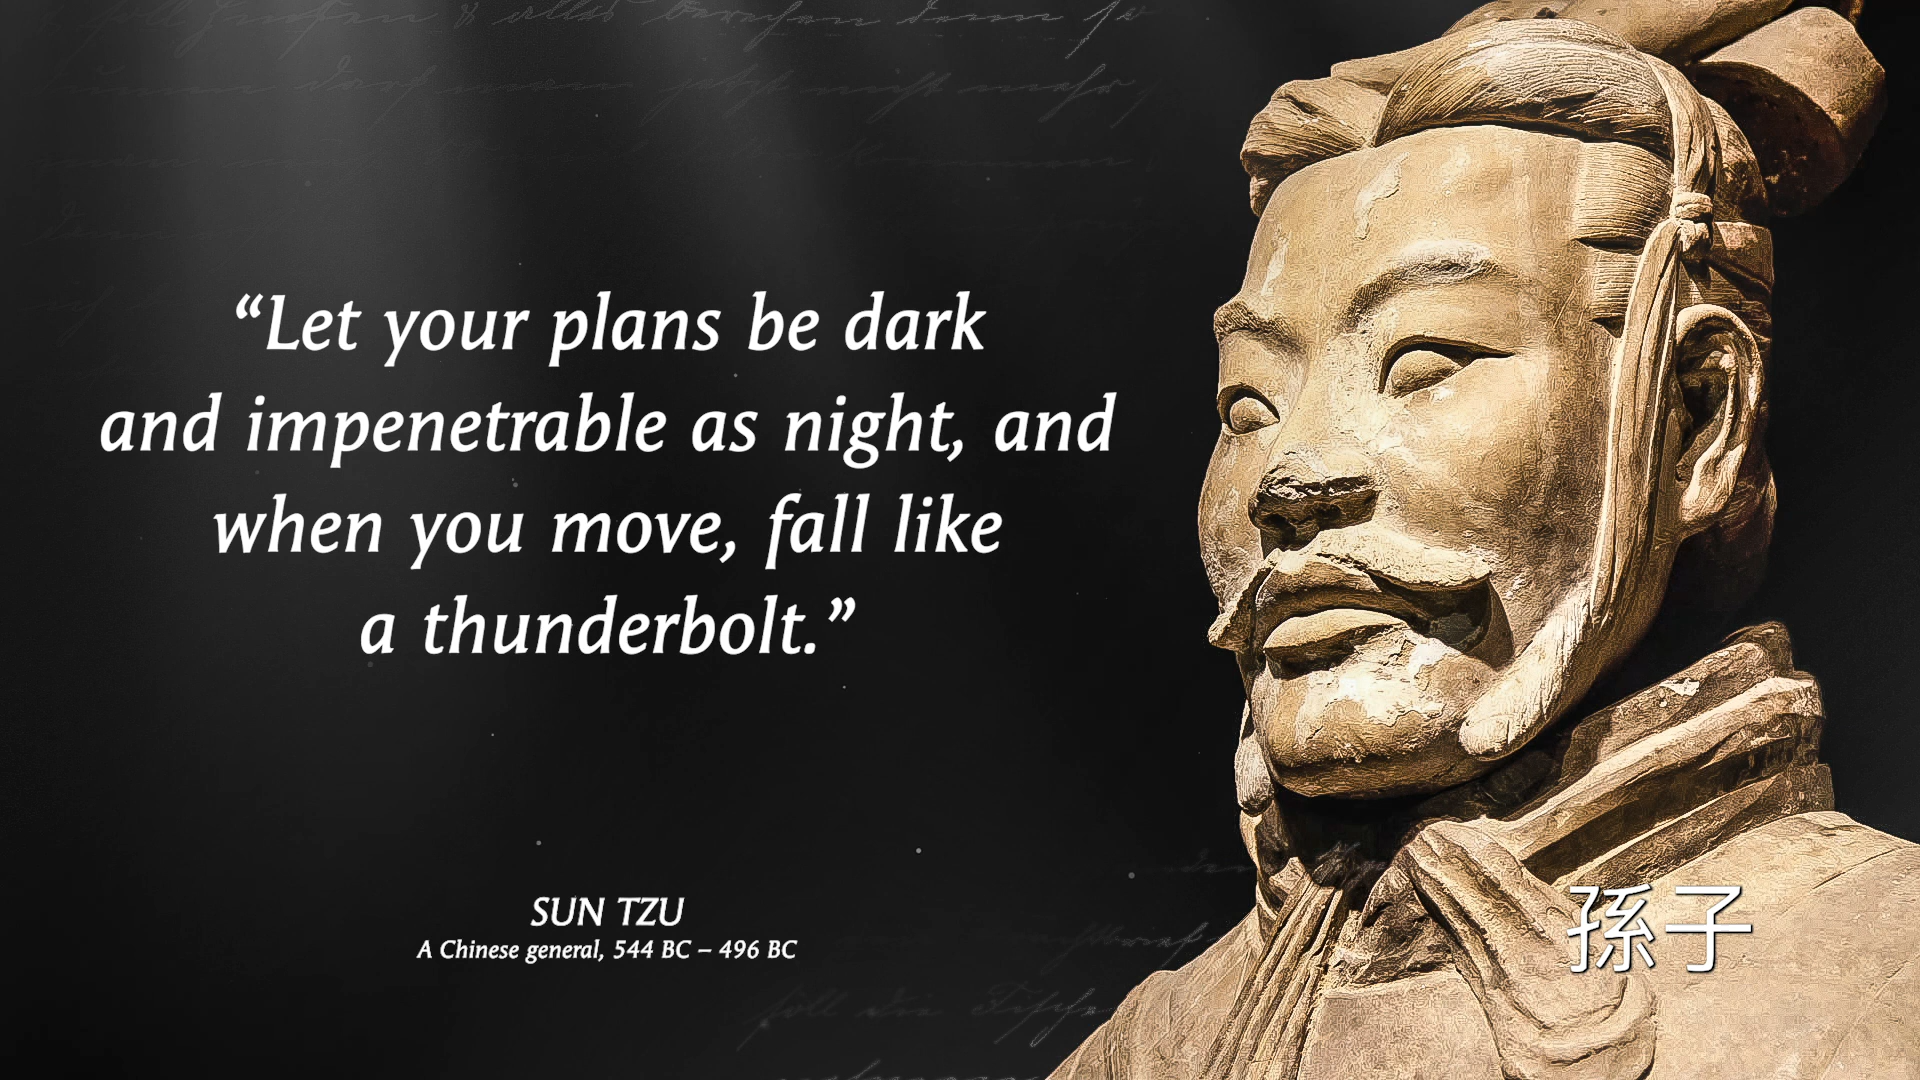 “Let your plans be dark
and impenetrable as night, and
when you move, fall like
a thunderbolt.”
SUN TZU
A Chinese general, 544 BC – 496 BC
孫子